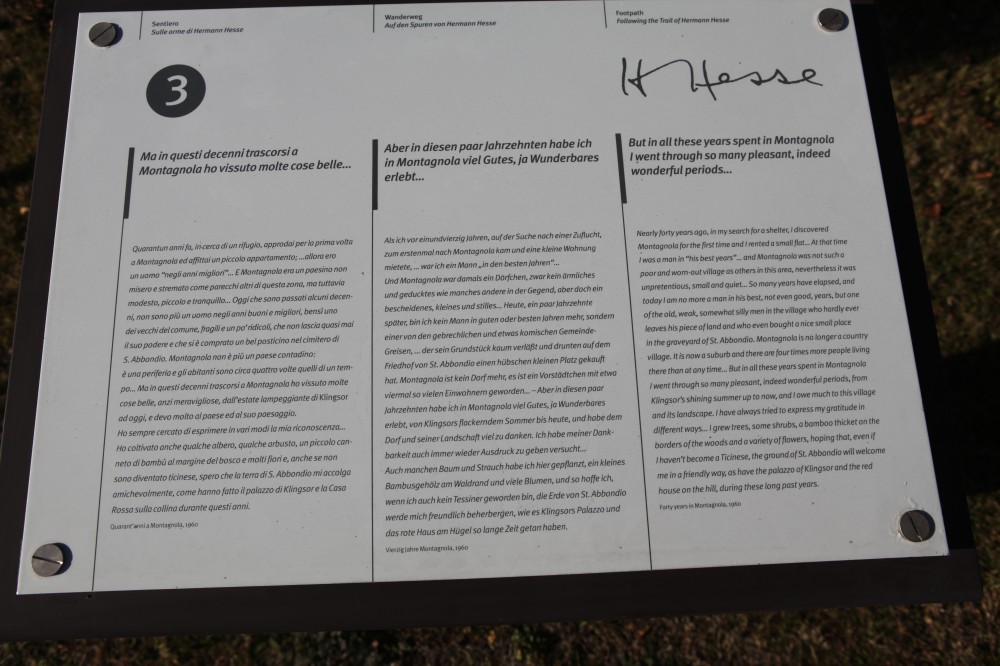 Sentiero
Sulle orme di Hermann Hesse
Wanderweg
Auf den Spuren von Hermann Hesse
Footpath
Following the Trail of Hermann Hesse
3
H Hesse
Ma in questi decenni trascorsi a
Montagnola ho vissuto molte cose belle...
Quarantun anni fa, in cerca di un rifugio, approdai per la prima volta
a Montagnola ed affittai un piccolo appartamento; ...allora ero
un uomo "negli anni migliori"... E Montagnola era un paesino non
misero e stremato come parecchi altri di questa zona, ma tuttavia
modesto, piccolo e tranquillo... Oggi che sono passati alcuni decen-
ni, non sono più un uomo negli anni buoni e migliori, bensì uno
dei vecchi del comune, fragili e un po' ridicoli, che non lascia quasi mai
il suo podere e che si è comprato un bel posticino nel cimitero di
S. Abbondio. Montagnola non è più un paese contadino:
è una periferia e gli abitanti sono circa quattro volte quelli di un tem-
po... Ma in questi decenni trascorsi a Montagnola ho vissuto molte
cose belle, anzi meravigliose, dall'estate lampeggiante di Klingsor
ad oggi, e devo molto al paese ed al suo paesaggio.
Ho sempre cercato di esprimere in vari modi la mia riconoscenza...
Ho coltivato anche qualche albero, qualche arbusto, un piccolo can-
neto di bambù al margine del bosco e molti fiori e, anche se non
sono diventato ticinese, spero che la terra di S. Abbondio mi accolga
amichevolmente, come hanno fatto il palazzo di Klingsor e la Casa
Rossa sulla collina durante questi anni.
Quarant'anni a Montagnola, 1960
Aber in diesen paar Jahrzehnten habe ich
in Montagnola viel Gutes, ja Wunderbares
erlebt...
Als ich vor einundvierzig Jahren, auf der Suche nach einer Zuflucht,
zum erstenmal nach Montagnola kam und eine kleine Wohnung
mietete, ... war ich ein Mann „in den besten Jahren"...
Und Montagnola war damals ein Dörfchen, zwar kein ärmliches
und geducktes wie manches andere in der Gegend, aber doch ein
bescheidenes, kleines und stilles... Heute, ein paar Jahrzehnte
später, bin ich kein Mann in guten oder besten Jahren mehr, sondern
einer von den gebrechlichen und etwas komischen Gemeinde-
Greisen, ... der sein Grundstück kaum verläßt und drunten auf dem
Friedhof von St. Abbondio einen hübschen kleinen Platz gekauft
hat. Montagnola ist kein Dorf mehr, es ist ein Vorstädtchen mit etwa
viermal so vielen Einwohnern geworden... – Aber in diesen paar
Jahrzehnten habe ich in Montagnola viel Gutes, ja Wunderbares
erlebt, von Klingsors flackerndem Sommer bis heute, und habe dem
Dorf und seiner Landschaft viel zu danken. Ich habe meiner Dank-
barkeit auch immer wieder Ausdruck zu geben versucht...
Auch manchen Baum und Strauch habe ich hier gepflanzt, ein kleines
Bambusgehölz am Waldrand und viele Blumen, und so hoffe ich,
wenn ich auch kein Tessiner geworden bin, die Erde von St. Abbondio
werde mich freundlich beherbergen, wie es Klingsors Palazzo und
das rote Haus am Hügel so lange Zeit getan haben.
Vierzig Jahre Montagnola, 1960
But in all these years spent in Montagnola
I went through so many pleasant, indeed
wonderful periods...
Nearly forty years ago, in my search for a shelter, I discovered
Montagnola for the first time and I rented a small flat... At that time
I was a man in "his best years"... and Montagnola was not such a
poor and worn-out village as others in this area, nevertheless it was
unpretentious, small and quiet... So many years have elapsed, and
today I am no more a man in his best, not even good, years, but one
of the old, weak, somewhat silly men in the village who hardly ever
leaves his piece of land and who even bought a nice small place
in the graveyard of St. Abbondio. Montagnola is no longer a country
village. It is now a suburb and there are four times more people living
there than at any time... But in all these years spent in Montagnola
I went through so many pleasant, indeed wonderful periods, from
Klingsor's shining summer up to now, and I owe much to this village
and its landscape. I have always tried to express my gratitude in
different ways... I grew trees, some shrubs, a bamboo thicket on the
borders of the woods and a variety of flowers, hoping that, even if
I haven't become a Ticinese, the ground of St. Abbondio will welcome
me in a friendly way, as have the palazzo of Klingsor and the red
house on the hill, during these long past years.
Forty years in Montagnola, 1960